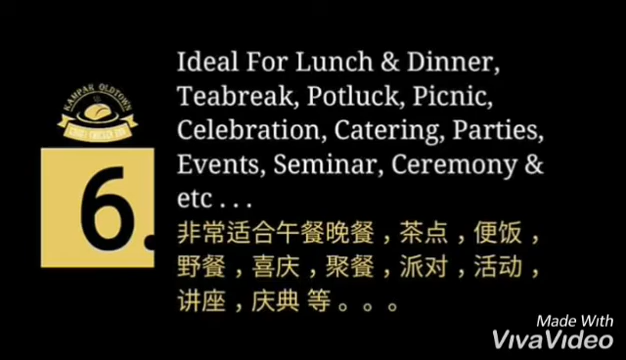 KAMPAR OLDTOWN
6.
Ideal For Lunch & Dinner,
Teabreak, Potluck, Picnic,
Celebration, Catering, Parties,
Events, Seminar, Ceremony &
etc . . .
非常适合午餐晚餐，茶点，便饭，
野餐，喜庆，聚餐，派对，活动，
讲座，庆典 等 。。。
Made With
VivaVideo